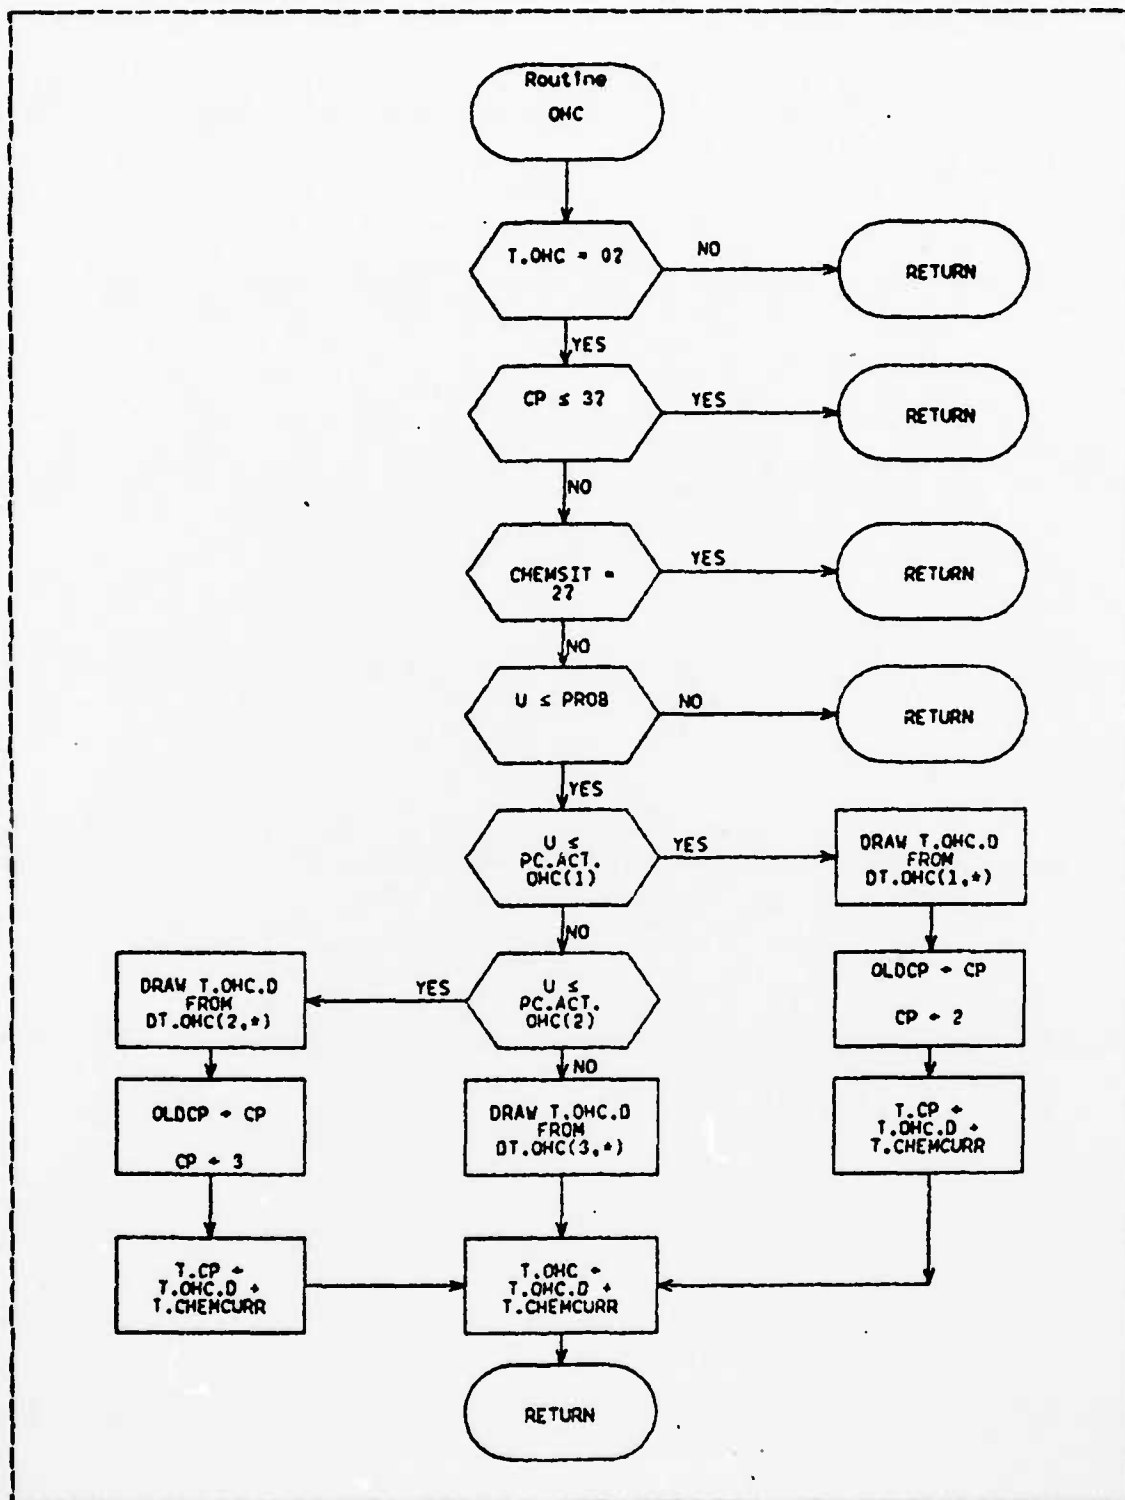 Routine
OHC
T.OHC = 0?
NO
RETURN
YES
CP ≤ 3?
YES
RETURN
NO
CHEMSIT =
2?
YES
RETURN
NO
U ≤ PROB
NO
RETURN
YES
U ≤
PC.ACT.
OHC(1)
YES
DRAW T.OHC.D
FROM
DT.OHC(1,*)
NO
OLDCP ← CP
CP ← 2
U ≤
PC.ACT.
OHC(2)
YES
DRAW T.OHC.D
FROM
DT.OHC(2,*)
NO
OLDCP ← CP
CP ← 3
DRAW T.OHC.D
FROM
DT.OHC(3,*)
T.CP ←
T.OHC.D +
T.CHEMCURR
T.CP ←
T.OHC.D +
T.CHEMCURR
T.OHC ←
T.OHC.D +
T.CHEMCURR
RETURN